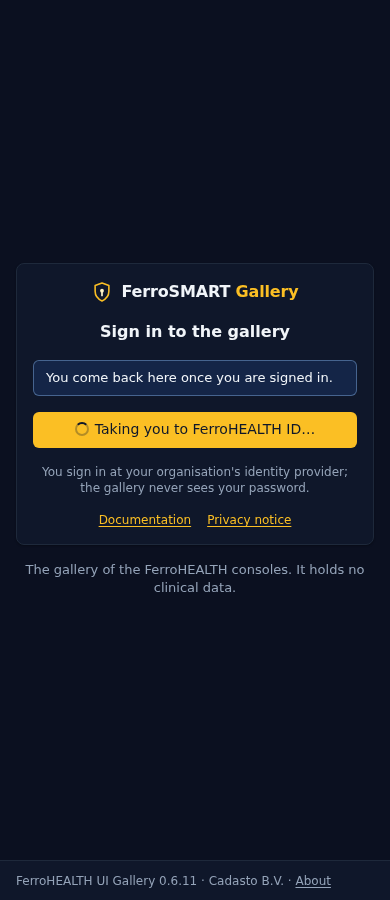 FerroSMART Gallery
Sign in to the gallery
You come back here once you are signed in.
Taking you to FerroHEALTH ID…
You sign in at your organisation's identity provider;
the gallery never sees your password.
Documentation Privacy notice
The gallery of the FerroHEALTH consoles. It holds no
clinical data.
FerroHEALTH UI Gallery 0.6.11 · Cadasto B.V. · About